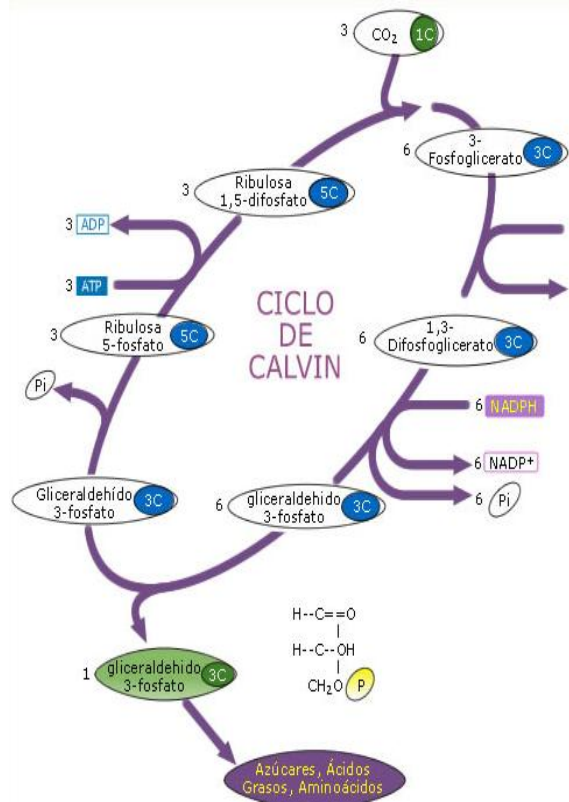 3 CO₂ 1C
6 3-
Fosfoglicerato 3C
3 Ribulosa
1,5-difosfato 5C
3 ADP
3 ATP
CICLO
DE
CALVIN
3 Ribulosa
5-fosfato 5C
6 1,3-
Difosfoglicerato 3C
Pi
6 NADPH
6 NADP+
6 Pi
Gliceraldehído
3-fosfato 3C
6 gliceraldehido
3-fosfato 3C
H--C==O
H--C--OH
CH₂O P
1 gliceraldehido
3-fosfato 3C
Azúcares, Ácidos
Grasos, Aminoácidos